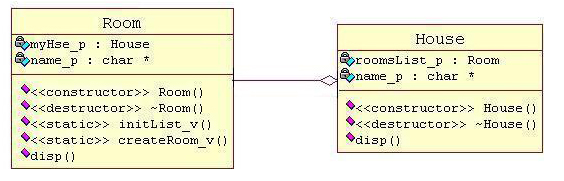 Room
myHse_p : House
name_p : char *
<<constructor>> Room()
<<destructor>> ~Room()
<<static>> initList_v()
<<static>> createRoom_v()
disp()
House
roomsList_p : Room
name_p : char *
<<constructor>> House()
<<destructor>> ~House()
disp()